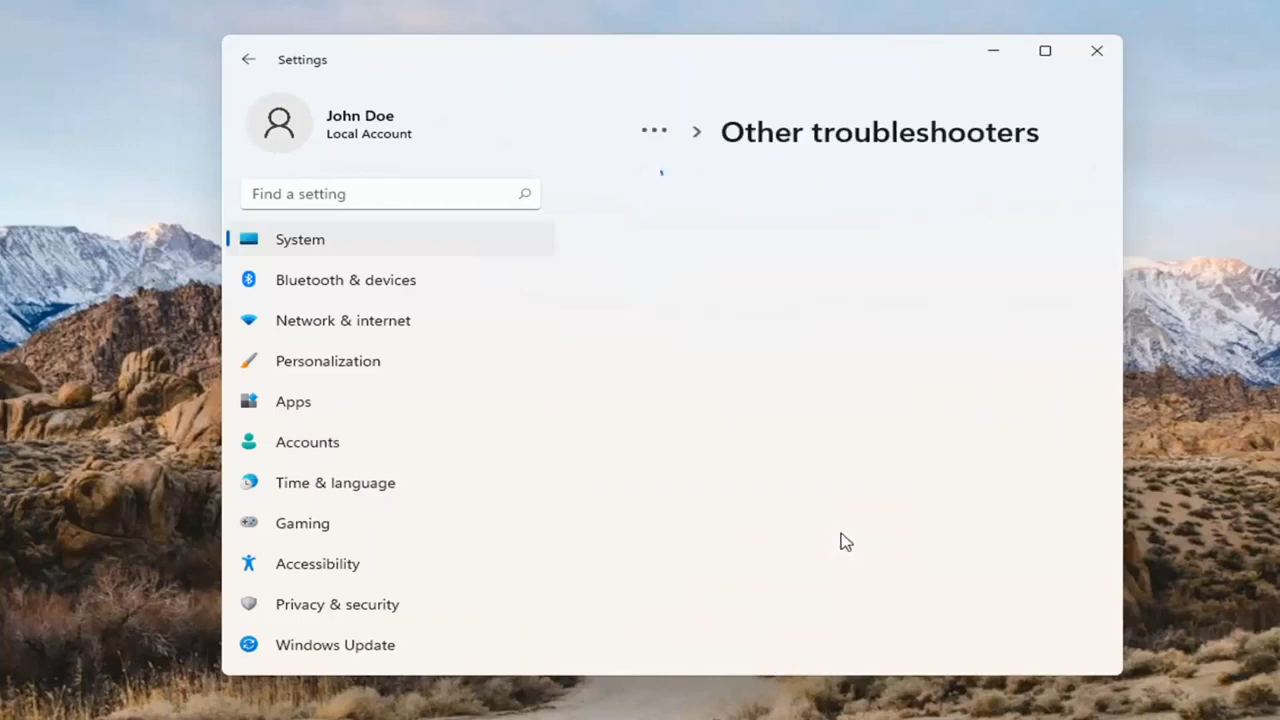 Settings
John Doe
Local Account
••• > Other troubleshooters
Find a setting
System
Bluetooth & devices
Network & internet
Personalization
Apps
Accounts
Time & language
Gaming
Accessibility
Privacy & security
Windows Update